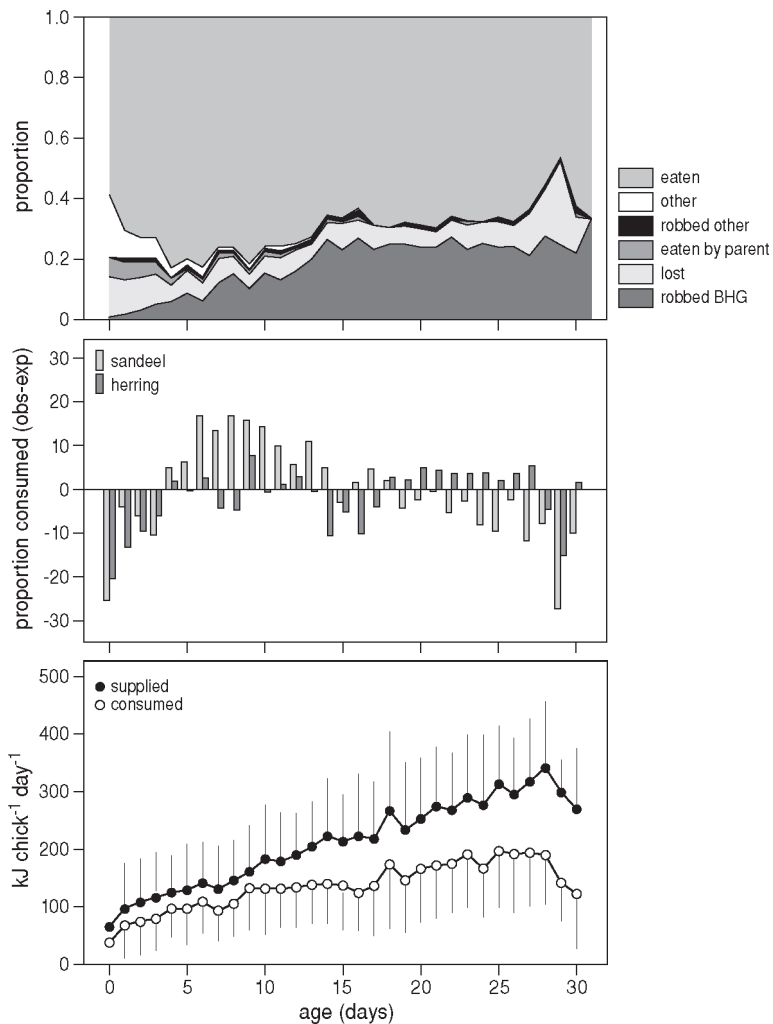 1.0
0.8
0.6
0.4
0.2
0
proportion
eaten
other
robbed other
eaten by parent
lost
robbed BHG
30
20
10
0
-10
-20
-30
proportion consumed (obs-exp)
sandeel
herring
500
400
300
200
100
0
kJ chick-1 day-1
supplied
consumed
0 5 10 15 20 25 30
age (days)